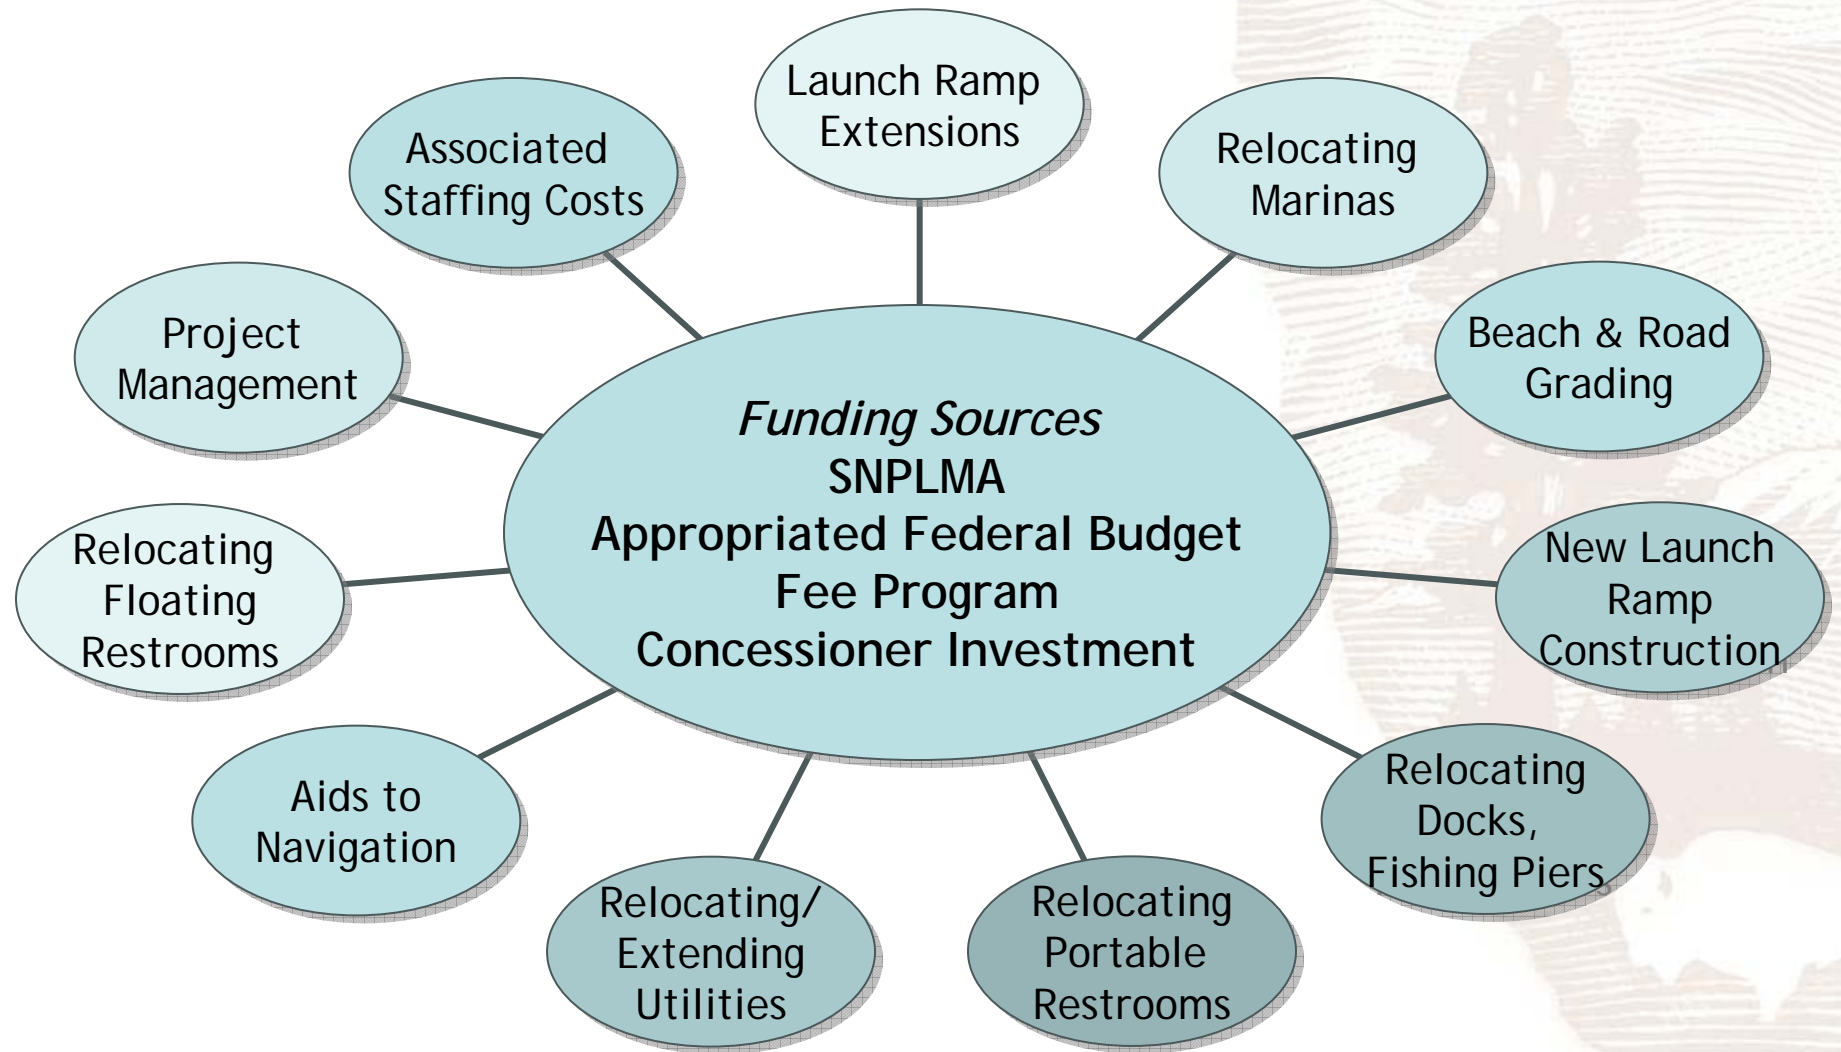 Launch Ramp
Extensions
Associated
Staffing Costs
Relocating
Marinas
Project
Management
Beach & Road
Grading
Funding Sources
SNPLMA
Appropriated Federal Budget
Fee Program
Concessioner Investment
Relocating
Floating
Restrooms
New Launch
Ramp
Construction
Aids to
Navigation
Relocating
Docks,
Fishing Piers
Relocating/
Extending
Utilities
Relocating
Portable
Restrooms